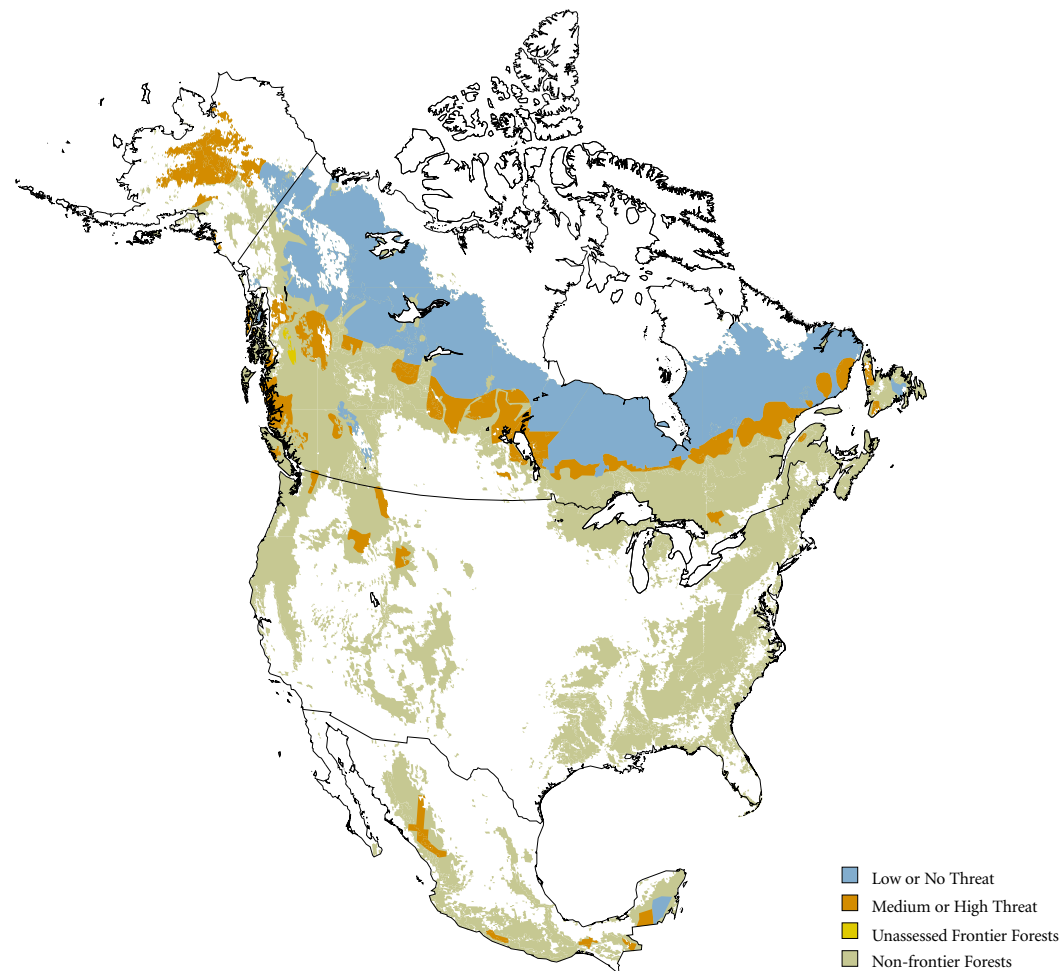 Low or No Threat
Medium or High Threat
Unassessed Frontier Forests
Non-frontier Forests